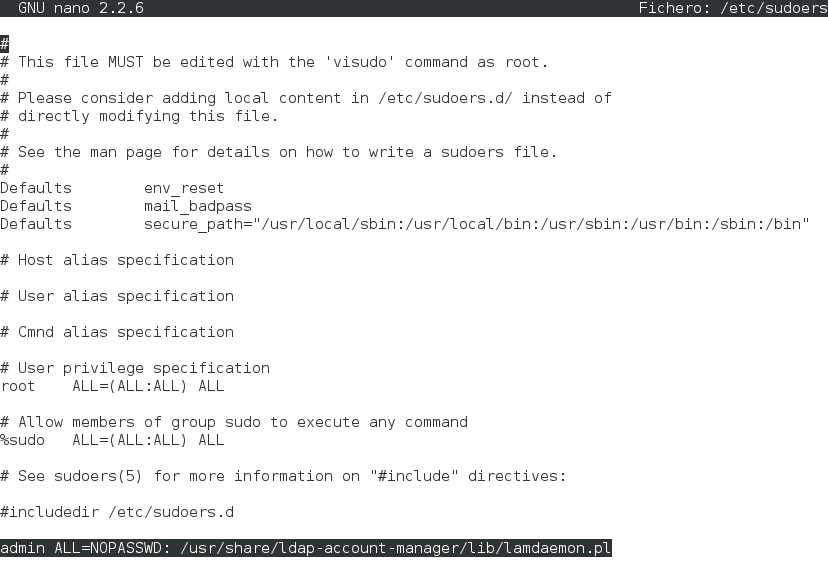 GNU nano 2.2.6 Fichero: /etc/sudoers
#
# This file MUST be edited with the 'visudo' command as root.
#
# Please consider adding local content in /etc/sudoers.d/ instead of
# directly modifying this file.
#
# See the man page for details on how to write a sudoers file.
#
Defaults env_reset
Defaults mail_badpass
Defaults secure_path="/usr/local/sbin:/usr/local/bin:/usr/sbin:/usr/bin:/sbin:/bin"
# Host alias specification
# User alias specification
# Cmnd alias specification
# User privilege specification
root ALL=(ALL:ALL) ALL
# Allow members of group sudo to execute any command
%sudo ALL=(ALL:ALL) ALL
# See sudoers(5) for more information on "#include" directives:
#includedir /etc/sudoers.d
admin ALL=NOPASSWD: /usr/share/ldap-account-manager/lib/lamdaemon.pl